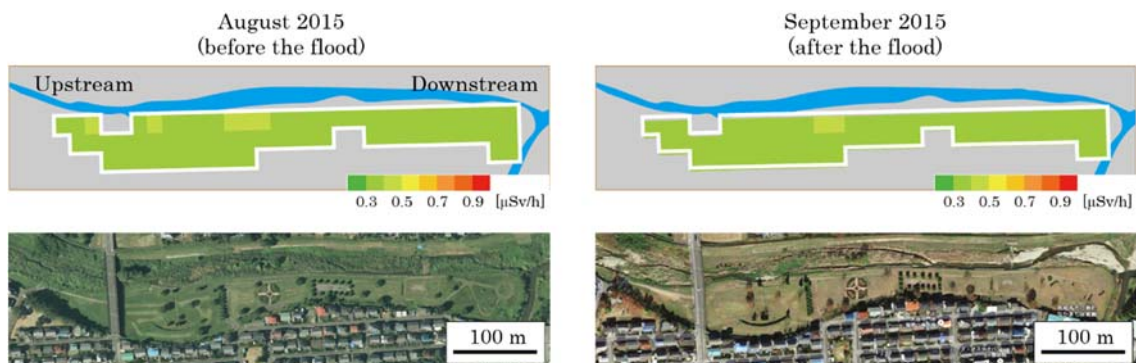 August 2015
(before the flood)
September 2015
(after the flood)
Upstream
Downstream
0.3 0.5 0.7 0.9 [μSv/h]
0.3 0.5 0.7 0.9 [μSv/h]
100 m
100 m